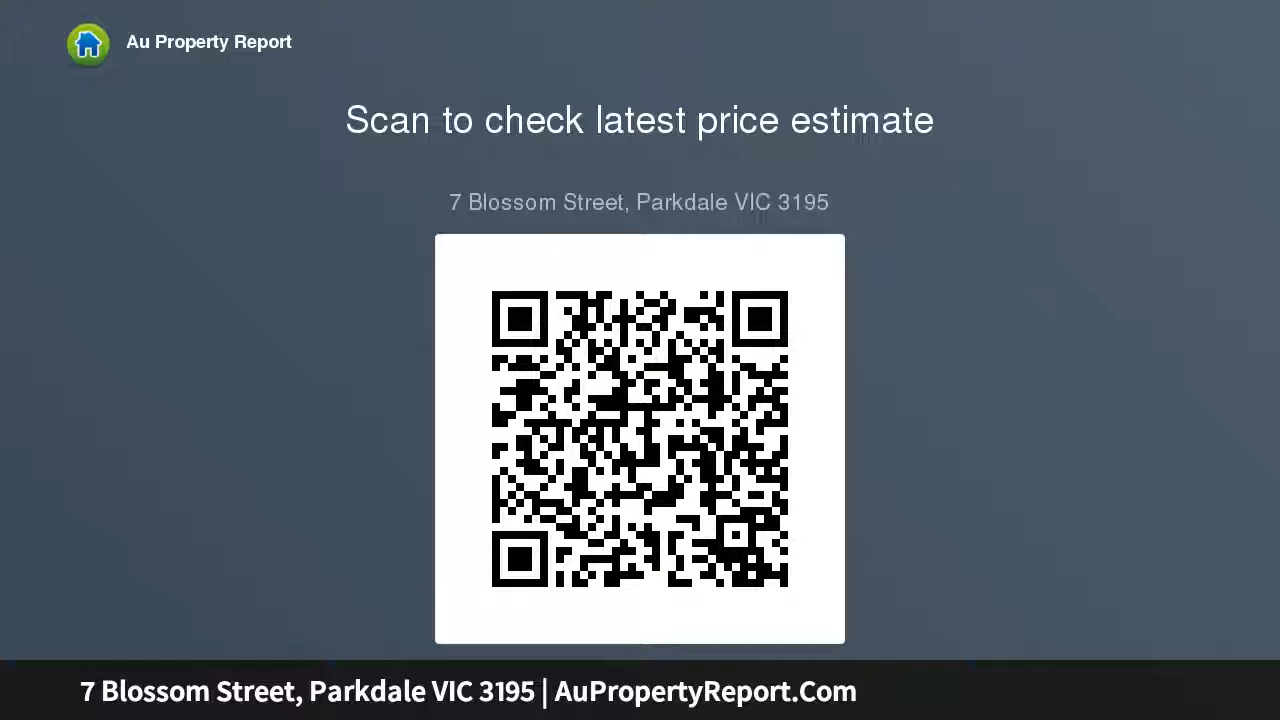 Au Property Report
Scan to check latest price estimate
7 Blossom Street, Parkdale VIC 3195
7 Blossom Street, Parkdale VIC 3195 | AuPropertyReport.Com